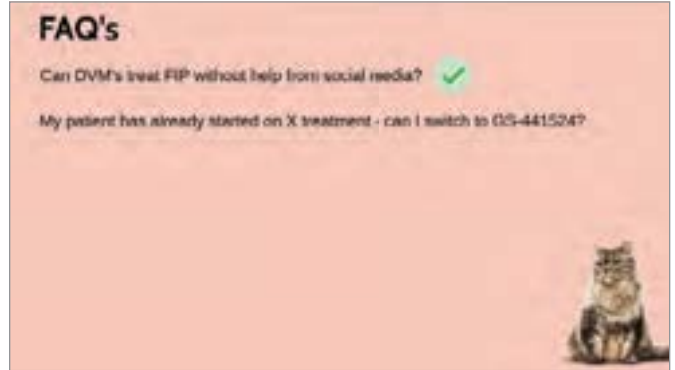 FAQ's
Can DVM's treat FIP without help from social media?
My patient has already started on X treatment - can I switch to GS-441524?